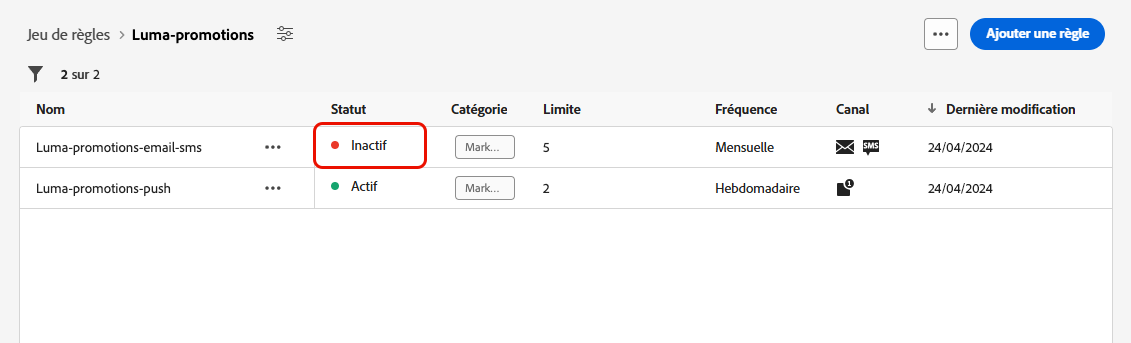 Jeu de règles > Luma-promotions
Ajouter une règle
2 sur 2
Nom Statut Catégorie Limite Fréquence Canal Dernière modification
Luma-promotions-email-sms Inactif Mark... 5 Mensuelle SMS 24/04/2024
Luma-promotions-push Actif Mark... 2 Hebdomadaire 1 24/04/2024